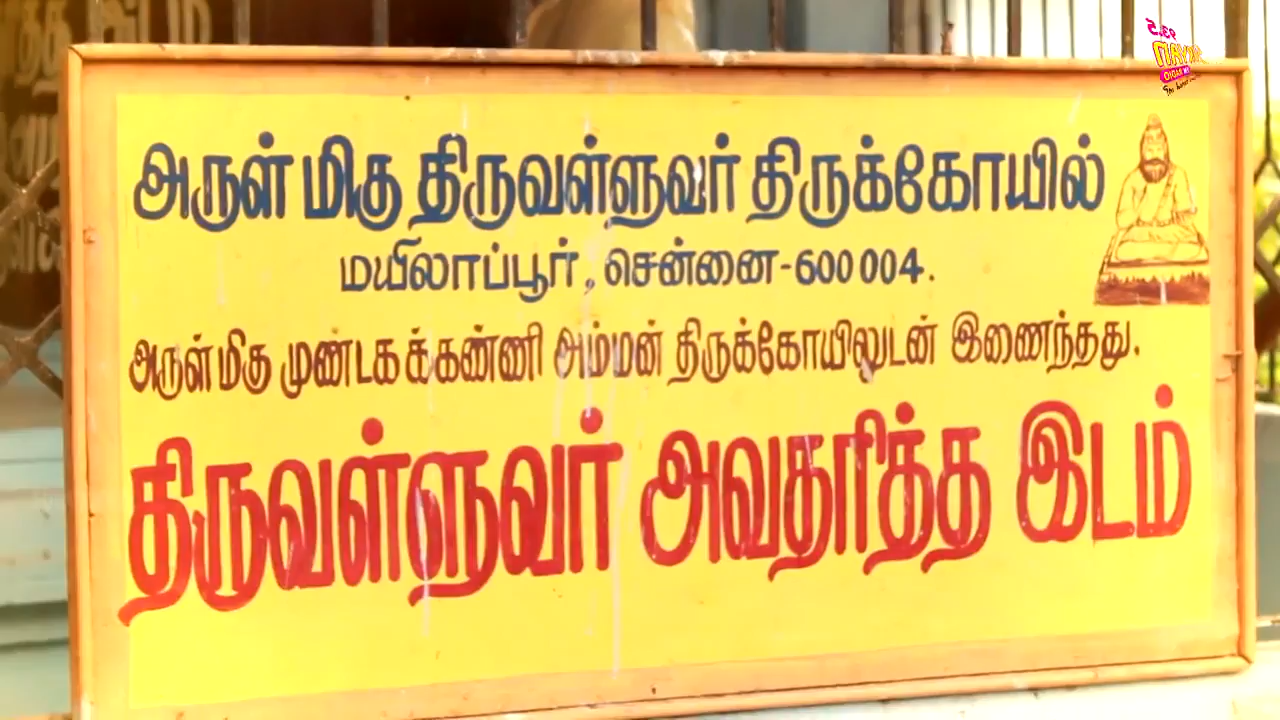 அருள்மிகு திருவள்ளுவர் திருக்கோயில்
மயிலாப்பூர், சென்னை-600 004.
அருள்மிகு முண்டகக்கண்ணி அம்மன் திருக்கோயிலுடன் இணைந்தது.
திருவள்ளுவர் அவதரித்த இடம்